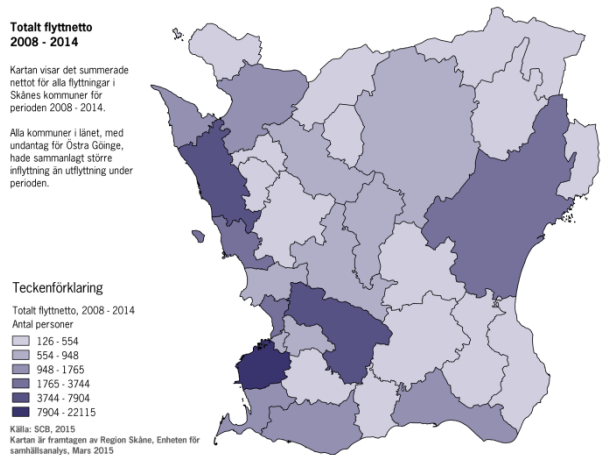 Totalt flyttnetto
2008 - 2014
Kartan visar det summerade
nettot för alla flyttningar i
Skånes kommuner för
perioden 2008 - 2014.
Alla kommuner i länet, med
undantag för Östra Göinge,
hade sammanlagt större
inflyttning än utflyttning under
perioden.
Teckenförklaring
Totalt flyttnetto, 2008 - 2014
Antal personer
126 - 554
554 - 948
948 - 1765
1765 - 3744
3744 - 7904
7904 - 22115
Källa: SCB, 2015
Kartan är framtagen av Region Skåne, Enheten för
samhällsanalys, Mars 2015